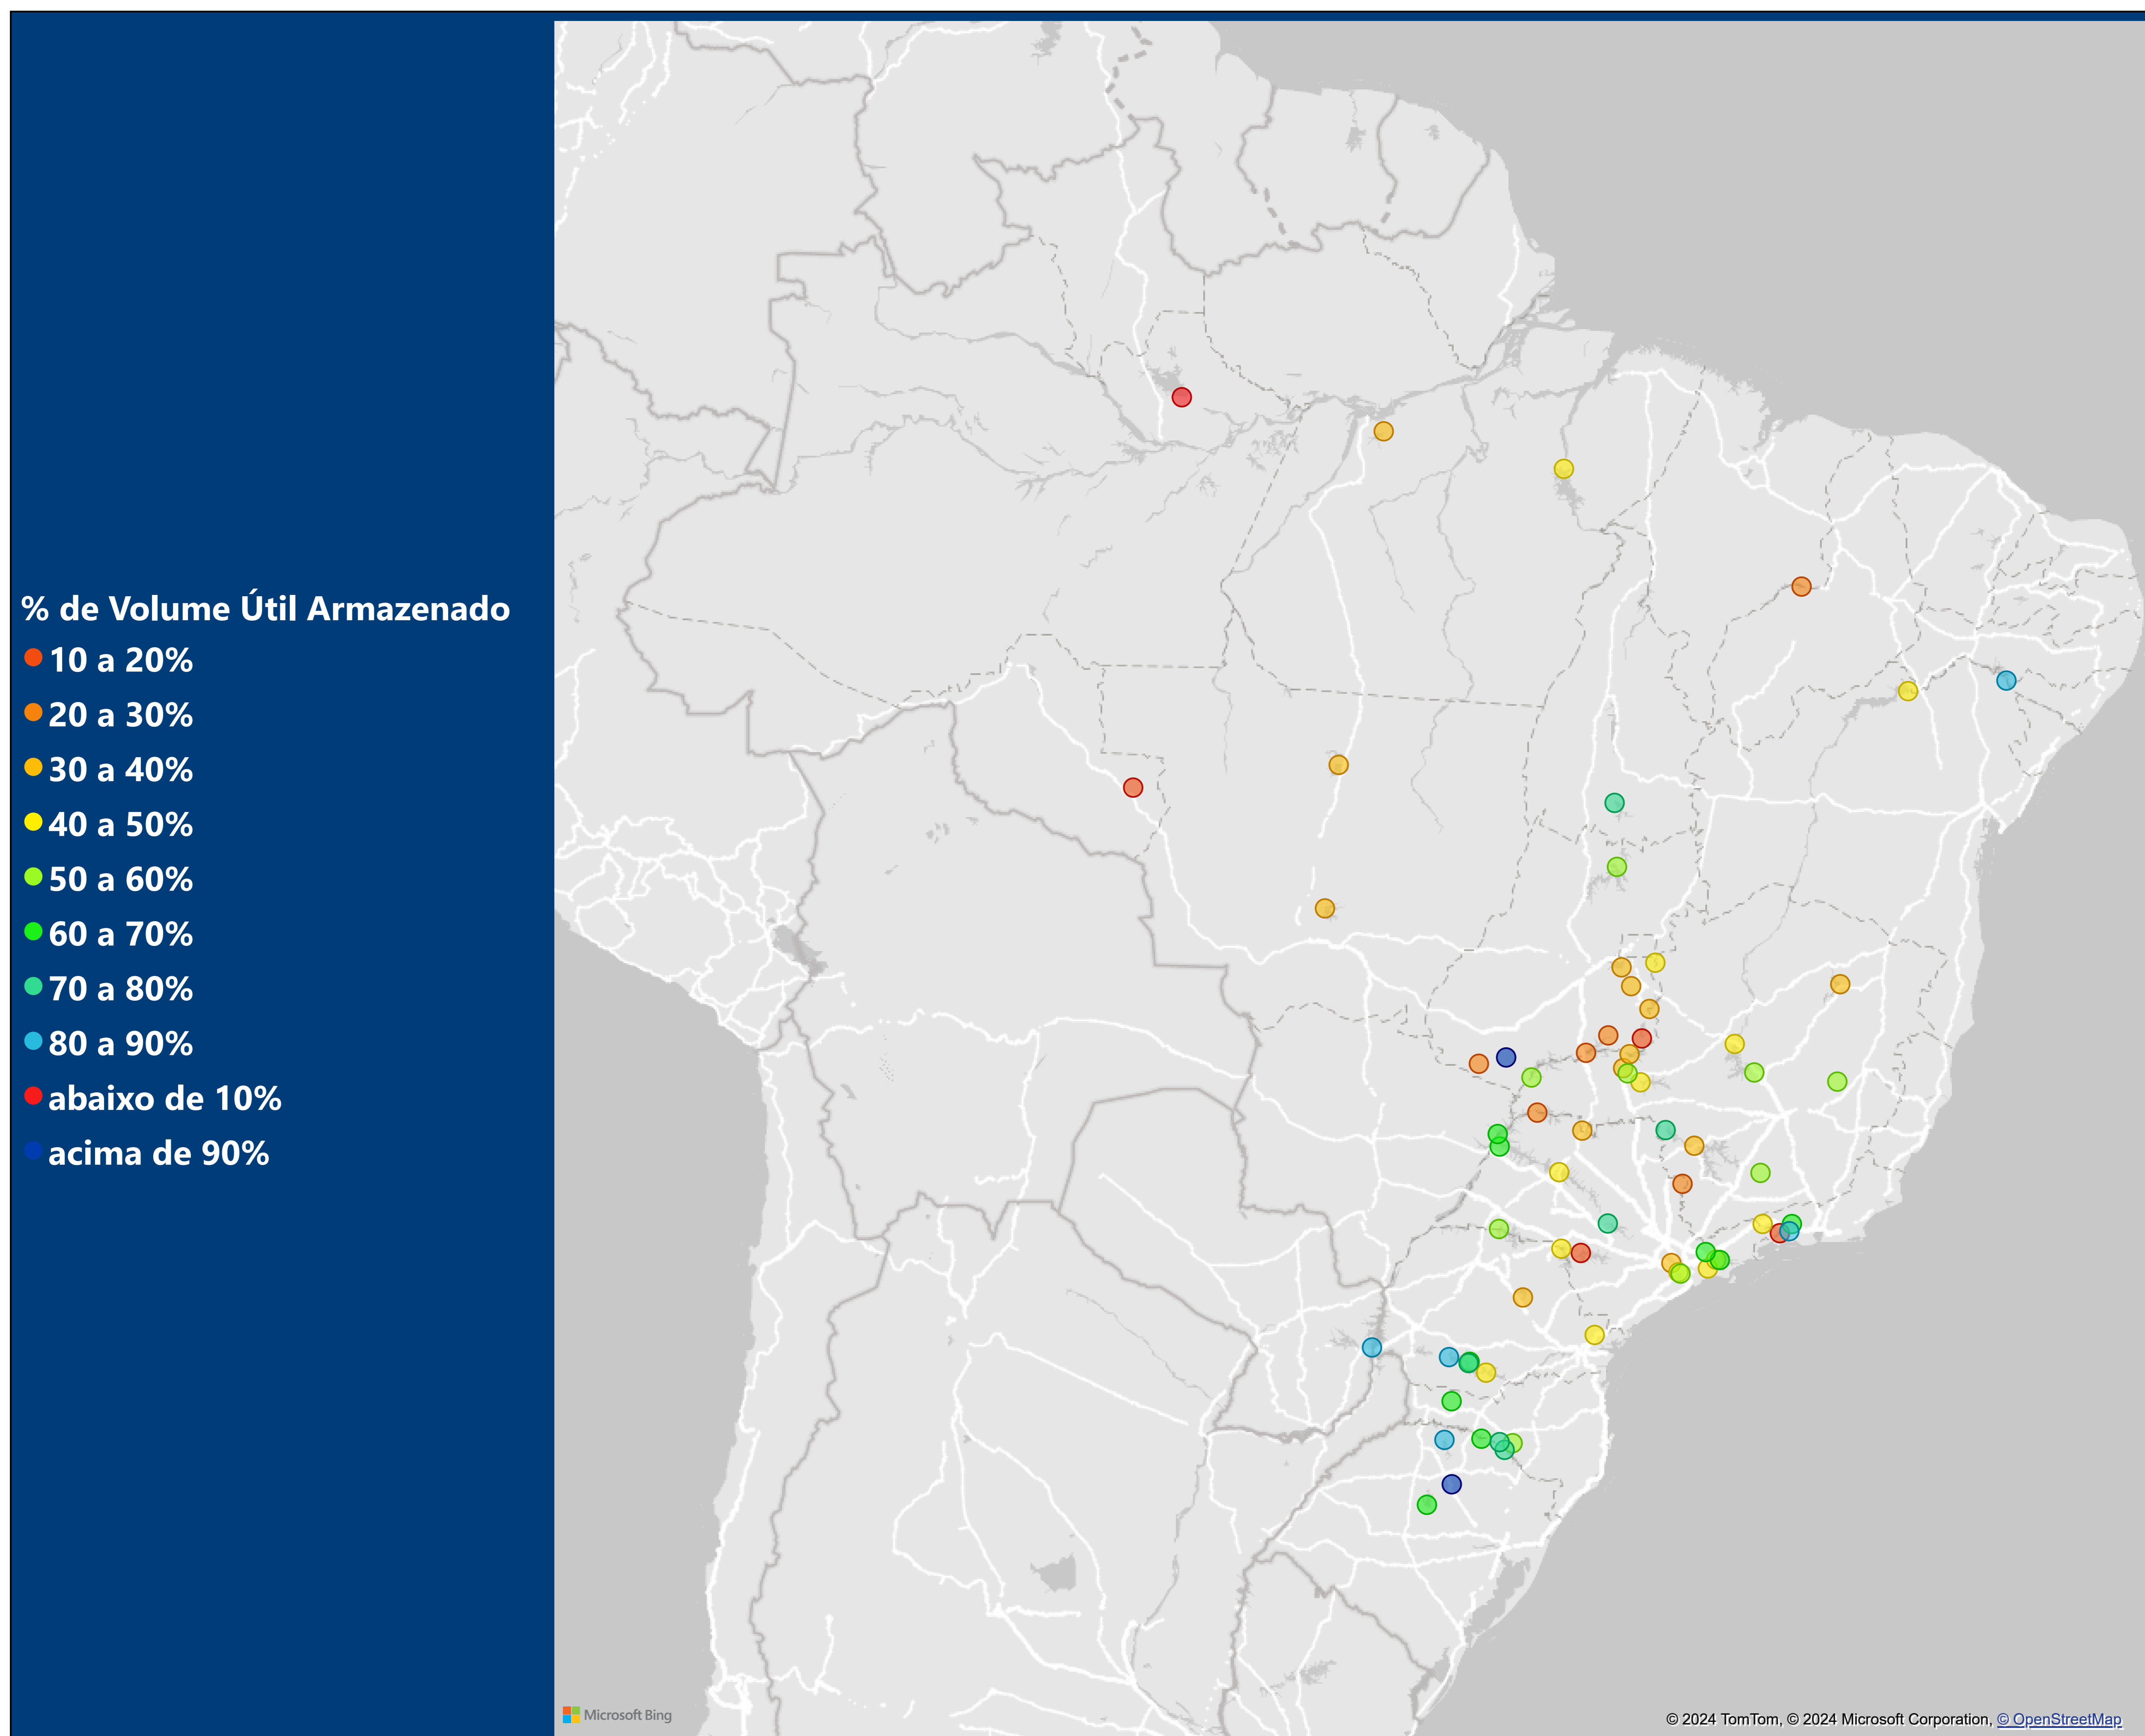 % de Volume Útil Armazenado
10 a 20%
20 a 30%
30 a 40%
40 a 50%
50 a 60%
60 a 70%
70 a 80%
80 a 90%
abaixo de 10%
acima de 90%
Microsoft Bing
© 2024 TomTom, © 2024 Microsoft Corporation, © OpenStreetMap